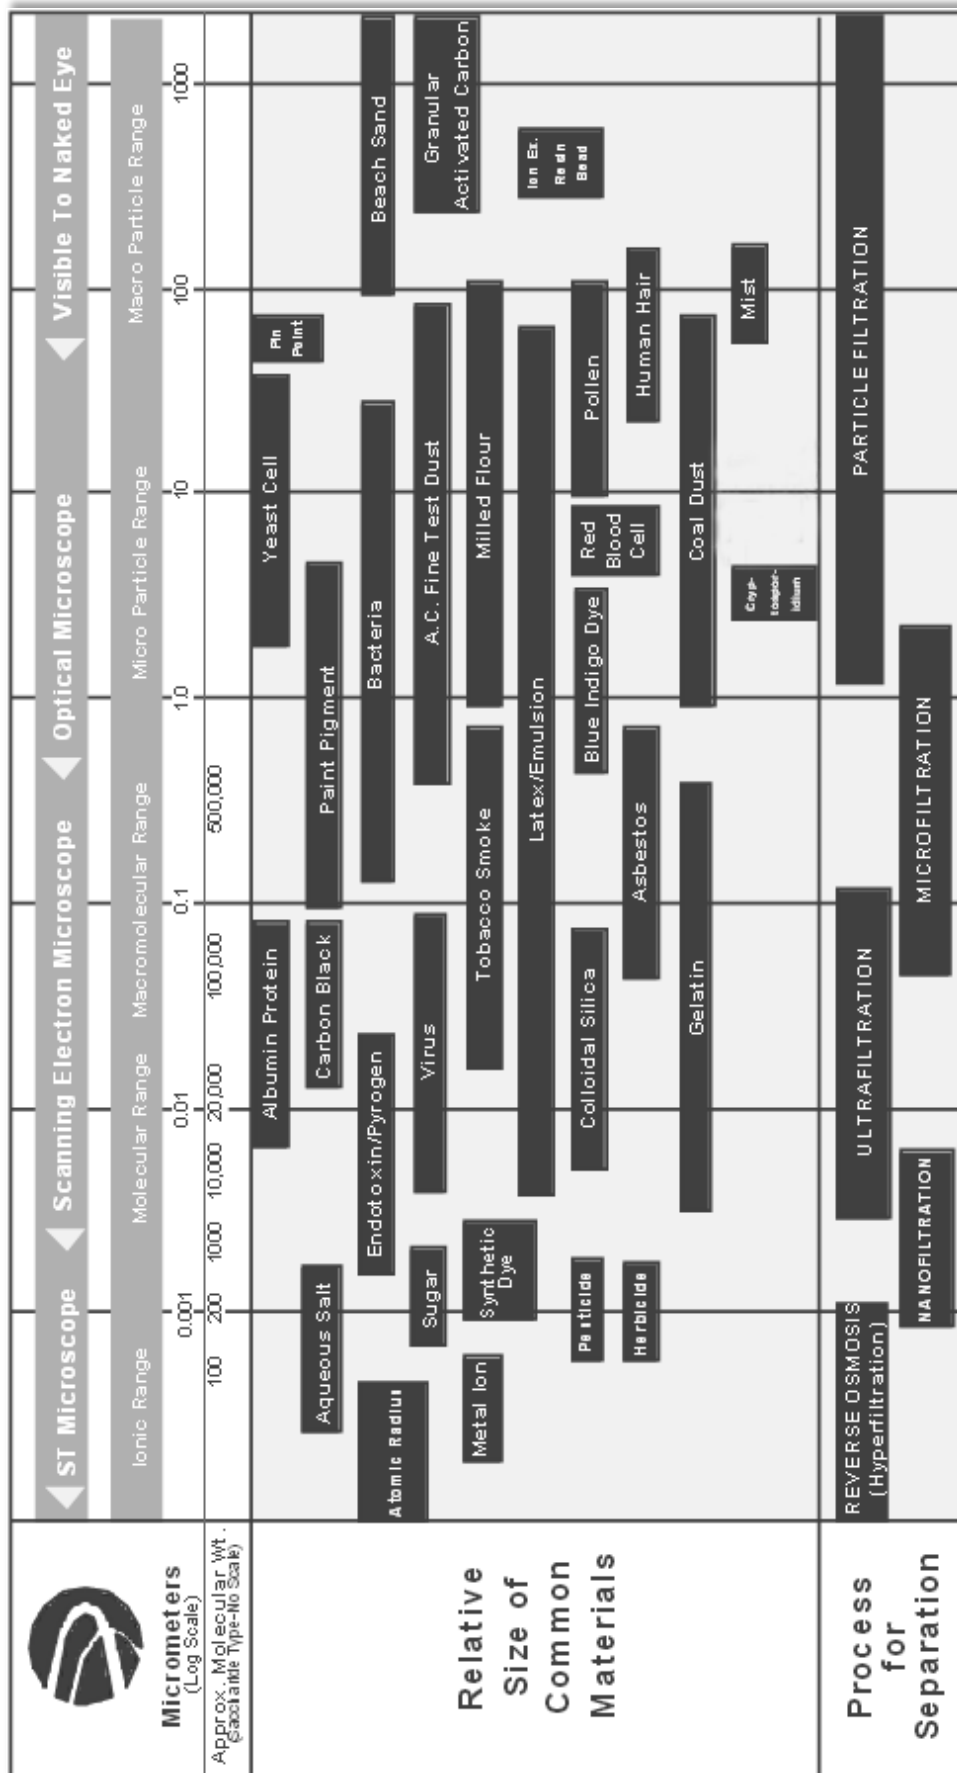 ST Microscope
Scanning Electron Microscope
Optical Microscope
Visible To Naked Eye
Ionic Range
Molecular Range
Macromolecular Range
Micro Particle Range
Macro Particle Range
Micrometers
(Log Scale)
0.001
0.01
0.1
1.0
10
100
1000
Approx. Molecular Wt.
(Saccharide Type-No Scale)
100
200
1000
10,000
20,000
100,000
500,000
Relative
Size of
Common
Materials
Albumin Protein
Yeast Cell
Pin
Point
Aqueous Salt
Carbon Black
Paint Pigment
Atomic Radius
Endotoxin/Pyrogen
Bacteria
Beach Sand
Sugar
Virus
A.C. Fine Test Dust
Granular
Activated Carbon
Metal Ion
Synthetic
Dye
Tobacco Smoke
Milled Flour
Latex/Emulsion
Ion Ex.
Resin
Bead
Pesticide
Colloidal Silica
Blue Indigo Dye
Red
Blood
Cell
Pollen
Herbicide
Asbestos
Human Hair
Gelatin
Coal Dust
Cryp-
tospor-
idium
Mist
Process
for
Separation
REVERSE OSMOSIS
(Hyperfiltration)
ULTRAFILTRATION
PARTICLE FILTRATION
NANOFILTRATION
MICROFILTRATION